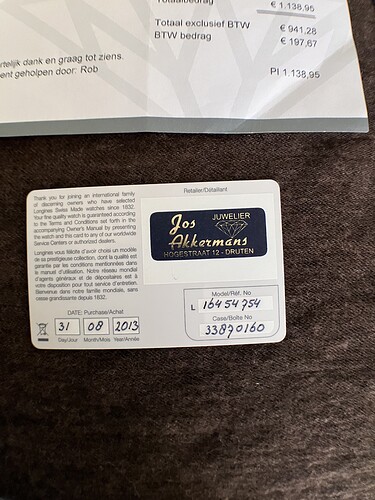 Totaalbedrag € 1.138,95
Totaal exclusief BTW € 941,28
BTW bedrag € 197,67
rtelijk dank en graag tot ziens.
ent geholpen door: Rob PI 1.138,95
Thank you for joining an international family
of discerning owners who have selected
Longines Swiss Made watches since 1832.
Your fine quality watch is guaranteed according
to the Terms and Conditions set forth in the
accompanying Owner's Manual by presenting
the watch and this card to any of our worldwide
Service Centers or authorized dealers.
Longines vous félicite d'avoir choisi un modèle
de sa prestigieuse collection, dont la qualité est
garantie par les conditions mentionnées dans
le manuel d'utilisation. Notre réseau mondial
d'agents généraux et de dépositaires est à
votre disposition pour tout service d'entretien.
Bienvenue dans notre famille mondiale, sans
cesse grandissante depuis 1832.
Retailer/Détaillant
JUWELIER
Jos
Akkermans
HOGESTRAAT 12 - DRUTEN
DATE: Purchase/Achat
31 08 2013
Day/Jour Month/Mois Year/Année
Model/Réf. No
L 16454754
Case/Boîte No
33870160